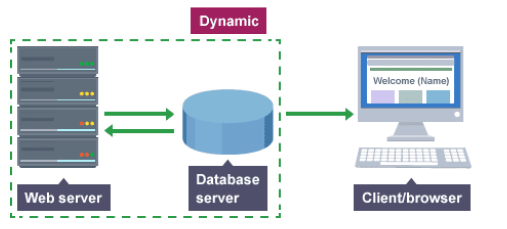 Dynamic
Welcome (Name)
Web server
Database
server
Client/browser